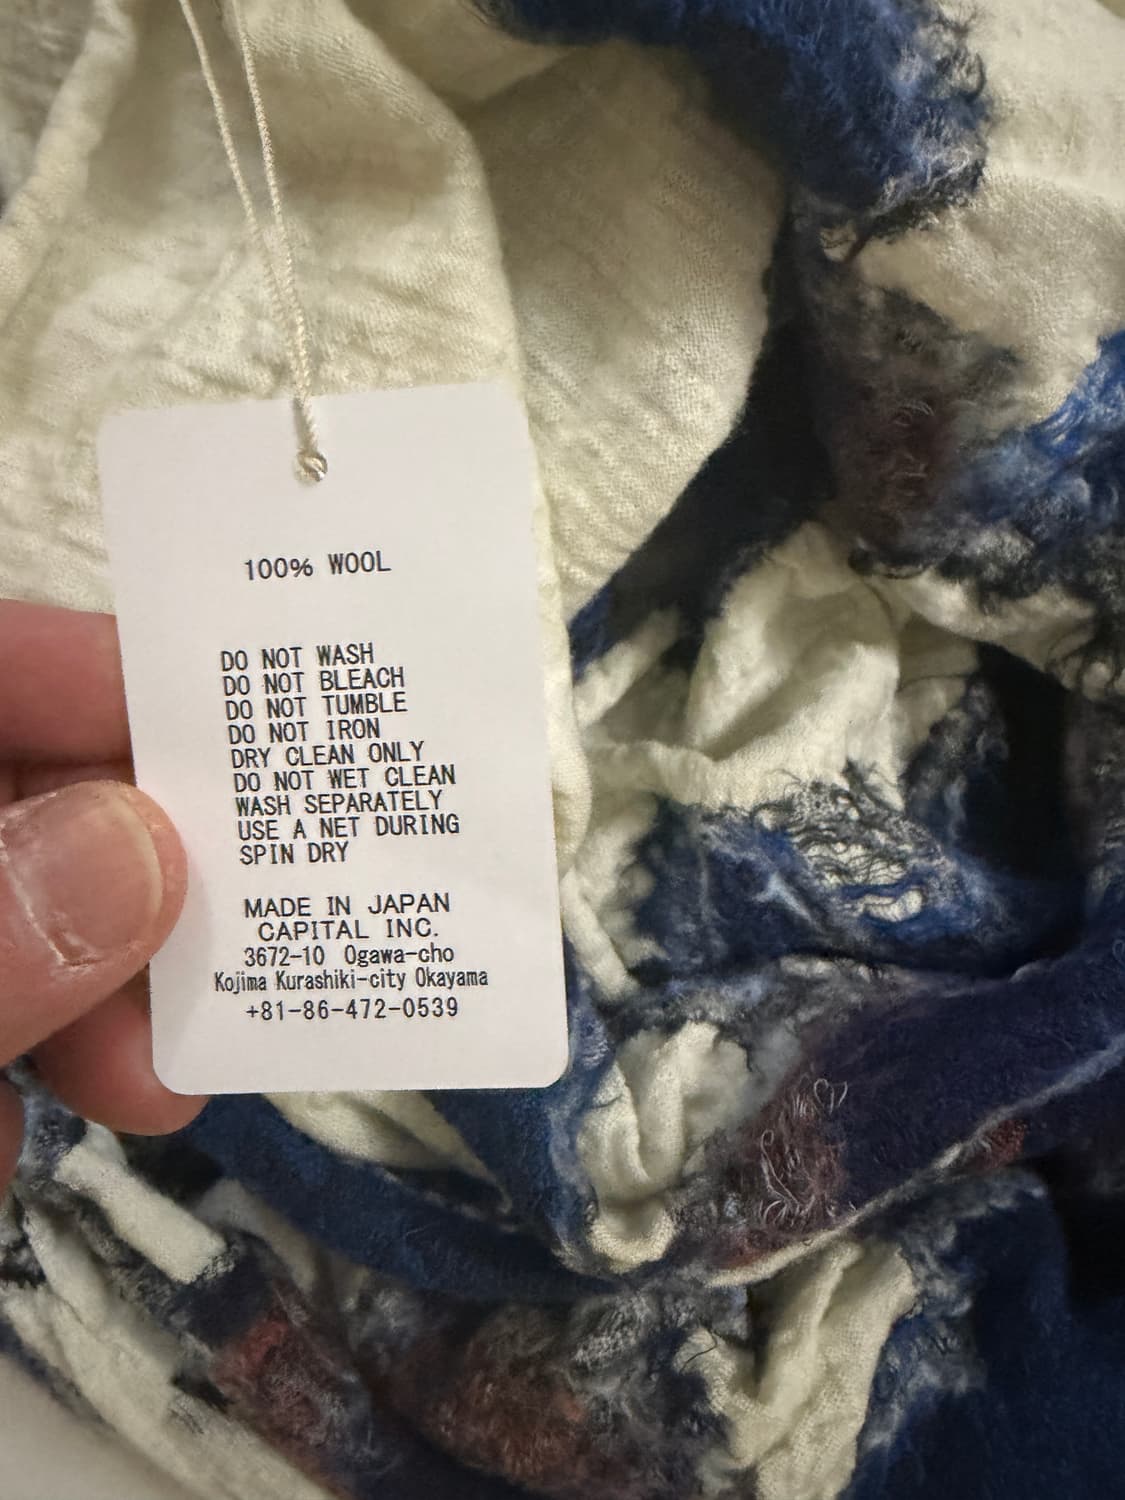 100% WOOL
DO NOT WASH
DO NOT BLEACH
DO NOT TUMBLE
DO NOT IRON
DRY CLEAN ONLY
DO NOT WET CLEAN
WASH SEPARATELY
USE A NET DURING
SPIN DRY
MADE IN JAPAN
CAPITAL INC.
3672-10 Ogawa-cho
Kojima Kurashiki-city Okayama
+81-86-472-0539